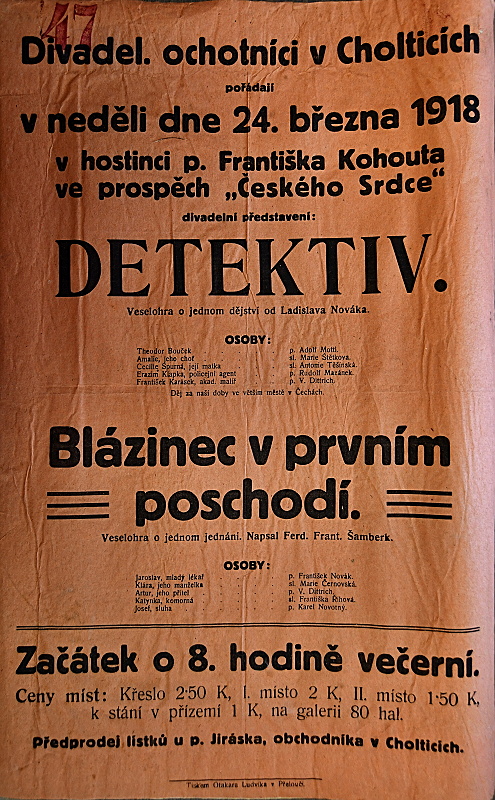 47
Divadel. ochotníci v Cholticích
pořádají
v neděli dne 24. března 1918
v hostinci p. Františka Kohouta
ve prospěch „Českého Srdce“
divadelní představení:
DETEKTIV.
Veselohra o jednom dějství od Ladislava Nováka.
OSOBY:
Theodor Bouček . . . . . . p. Adolf Mottl.
Amalie, jeho choť . . . . . . sl. Marie Štětková.
Cecilie Spurná, její matka . . . . . . sl. Antonie Těšínská.
Erazim Klapka, policejní agent . . . . . . p. Rudolf Mazánek.
František Karásek, akad. malíř . . . . . . p. V. Dittrich.
Děj za naší doby ve větším městě v Čechách.
Blázinec v prvním
poschodí.
Veselohra o jednom jednání. Napsal Ferd. Frant. Šamberk.
OSOBY:
Jaroslav, mladý lékař . . . . . . p. František Novák.
Klára, jeho manželka . . . . . . sl. Marie Černovská.
Artur, jeho přítel . . . . . . p. V. Dittrich.
Katynka, komorná . . . . . . sl. Františka Říhová.
Josef, sluha . . . . . . p. Karel Novotný.
Začátek o 8. hodině večerní.
Ceny míst: Křeslo 2·50 K, I. místo 2 K, II. místo 1·50 K,
k stání v přízemí 1 K, na galerii 80 hal.
Předprodej lístků u p. Jiráska, obchodníka v Cholticích.
Tiskem Otakara Ludvíka v Přelouči.